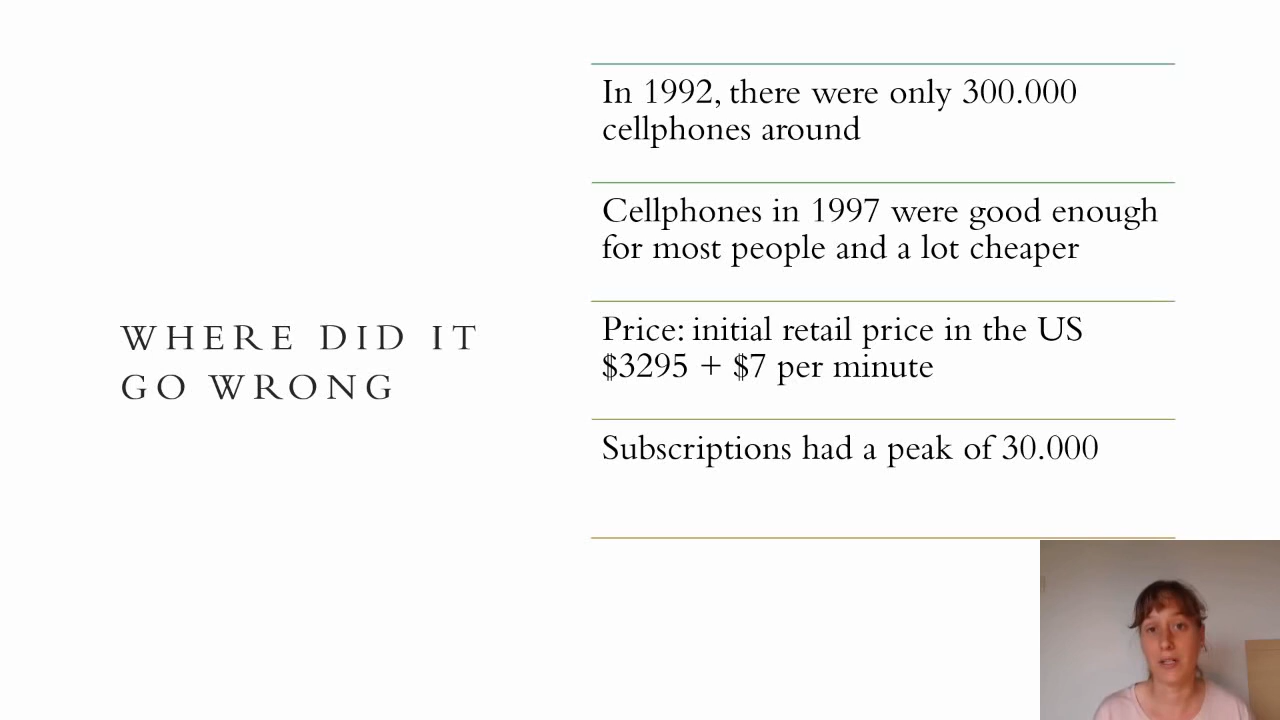 WHERE DID IT
GO WRONG
In 1992, there were only 300.000
cellphones around
Cellphones in 1997 were good enough
for most people and a lot cheaper
Price: initial retail price in the US
$3295 + $7 per minute
Subscriptions had a peak of 30.000